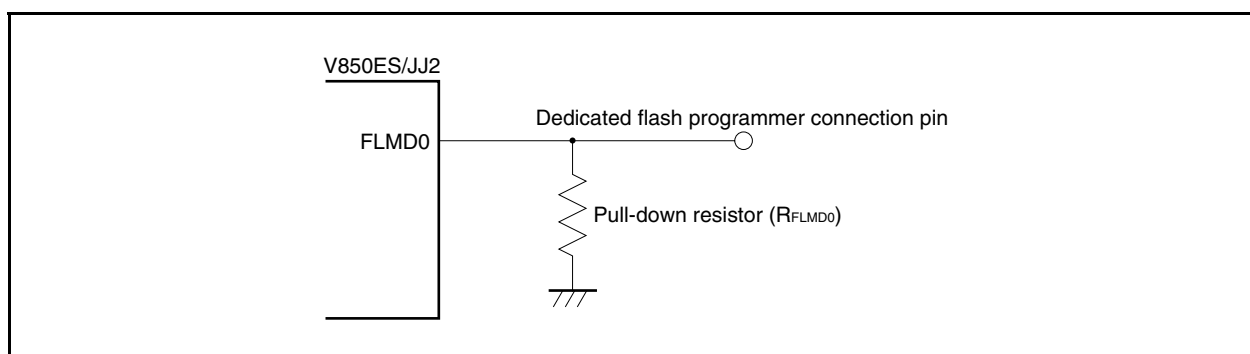 V850ES/JJ2
Dedicated flash programmer connection pin
FLMD0
Pull-down resistor (RFLMD0)